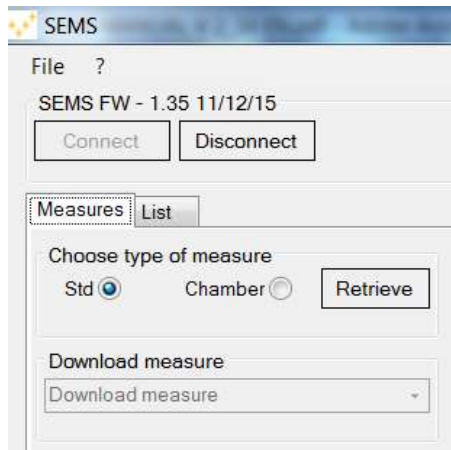 SEMS
File ?
SEMS FW - 1.35 11/12/15
Connect Disconnect
Measures List
Choose type of measure
Std Chamber Retrieve
Download measure
Download measure